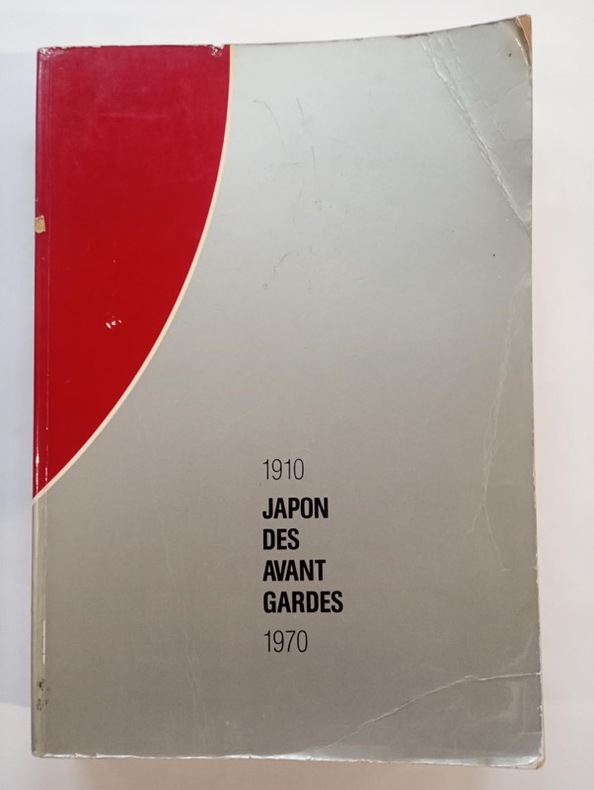 1910
JAPON
DES
AVANT
GARDES
1970